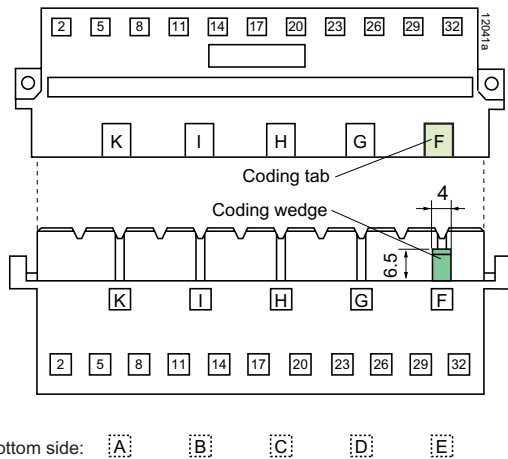 2 5 8 11 14 17 20 23 26 29 32
12041a
K I H G F
Coding tab
4
Coding wedge
6.5
K I H G F
2 5 8 11 14 17 20 23 26 29 32
ottom side: A B C D E